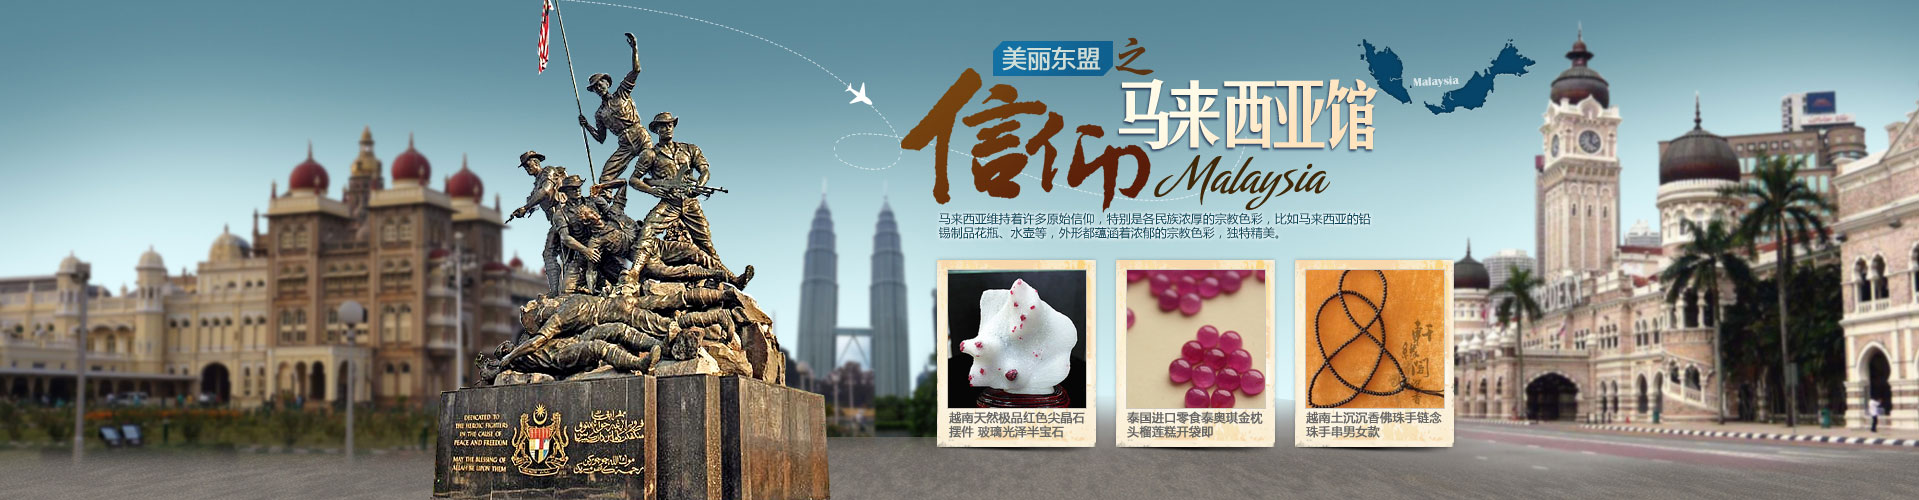 美丽东盟之
信仰
马来西亚馆
Malaysia
Malaysia
马来西亚维持着许多原始信仰，特别是各民族浓厚的宗教色彩，比如马来西亚的铅
锡制品花瓶、水壶等，外形都蕴涵着浓郁的宗教色彩，独特精美。
越南天然极品红色尖晶石
摆件 玻璃光泽半宝石
泰国进口零食泰奥琪金枕
头榴莲糕开袋即
越南土沉沉香佛珠手链念
珠手串男女款
DEDICATED TO
THE HEROIC FIGHTERS
IN THE CAUSE OF
PEACE AND FREEDOM
MAY THE BLESSING OF
ALLAH BE UPON THEM